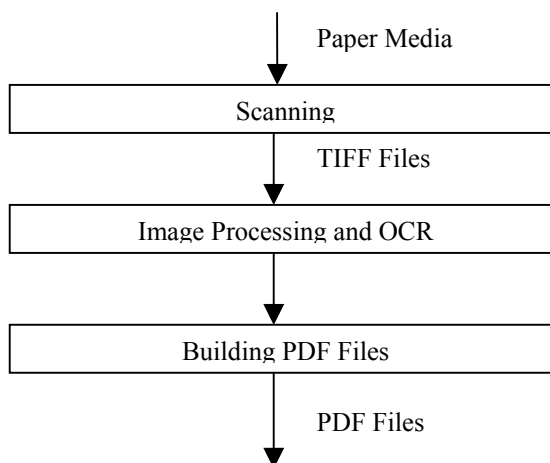 Paper Media
Scanning
TIFF Files
Image Processing and OCR
Building PDF Files
PDF Files